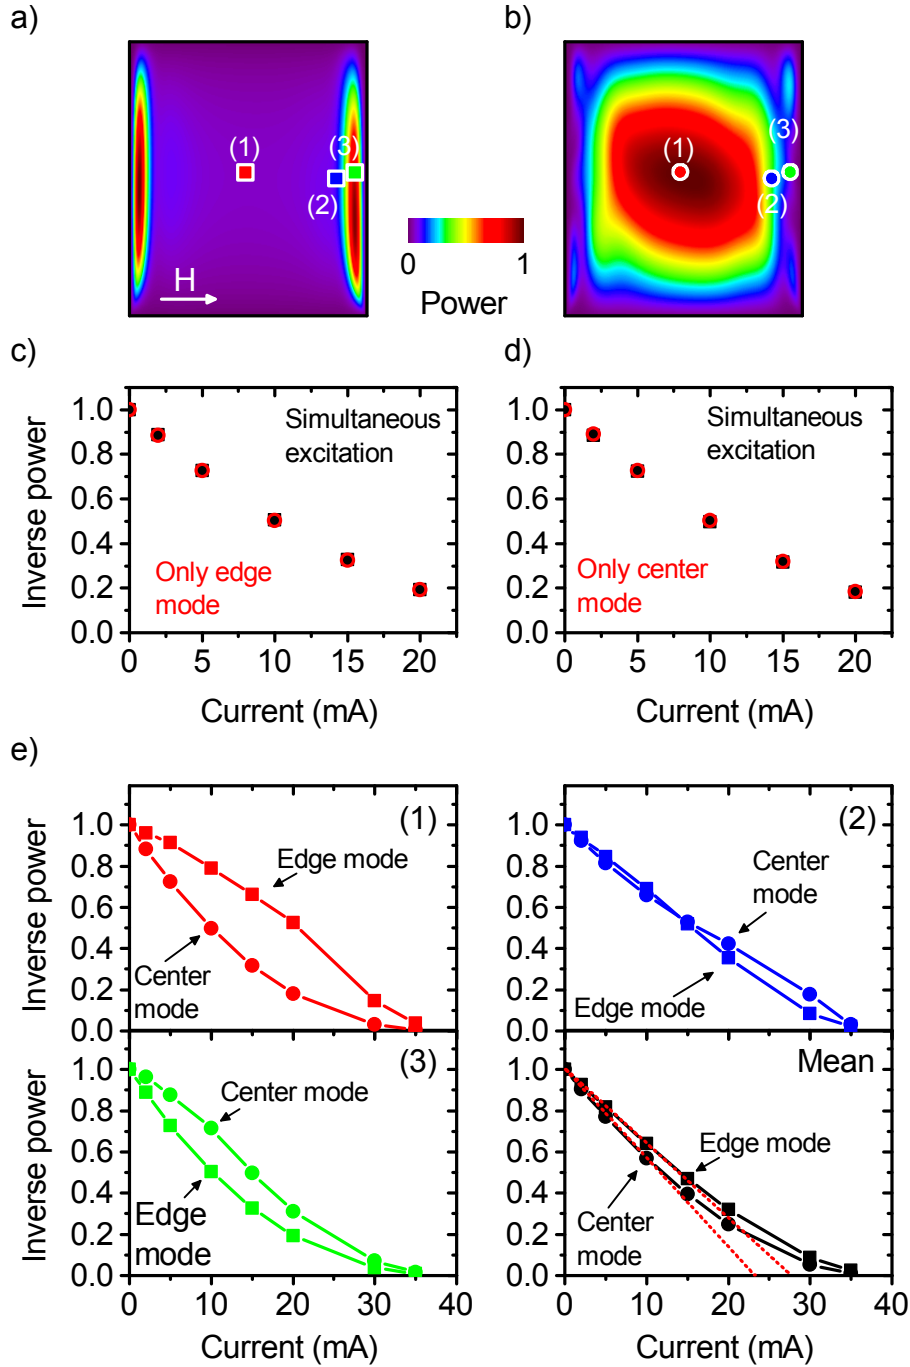 a)
b)
(1)
(3)
(2)
H
0 1
Power
(1)
(3)
(2)
c)
d)
Inverse power
1.0
0.8
0.6
0.4
0.2
0.0
Simultaneous
excitation
Only edge
mode
0 5 10 15 20
Current (mA)
Simultaneous
excitation
Only center
mode
1.0
0.8
0.6
0.4
0.2
0.0
0 5 10 15 20
Current (mA)
e)
Inverse power
1.0
0.8
0.6
0.4
0.2
0.0
(1)
Edge mode
Center
mode
1.0
0.8
0.6
0.4
0.2
0.0
(2)
Center
mode
Edge mode
Inverse power
1.0
0.8
0.6
0.4
0.2
0.0
(3)
Center mode
Edge
mode
0 10 20 30 40
Current (mA)
1.0
0.8
0.6
0.4
0.2
0.0
Mean
Edge mode
Center
mode
0 10 20 30 40
Current (mA)